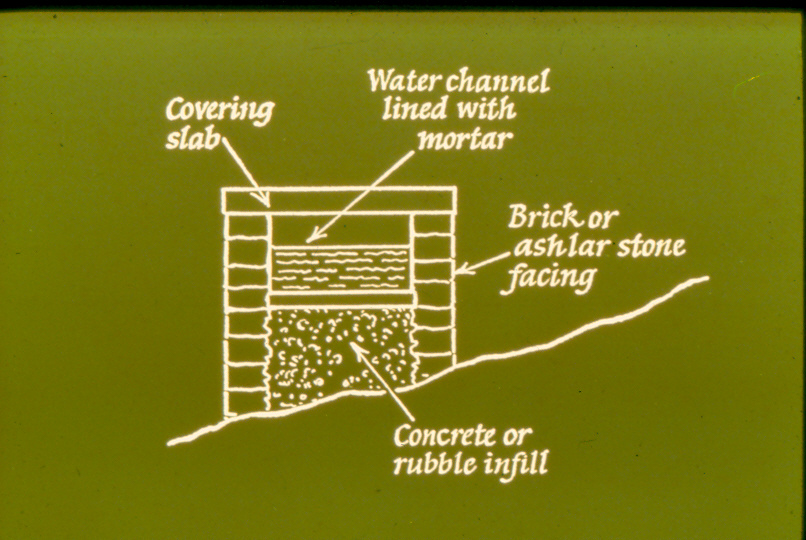 Covering
slab
Water channel
lined with
mortar
Brick or
ashlar stone
facing
Concrete or
rubble infill